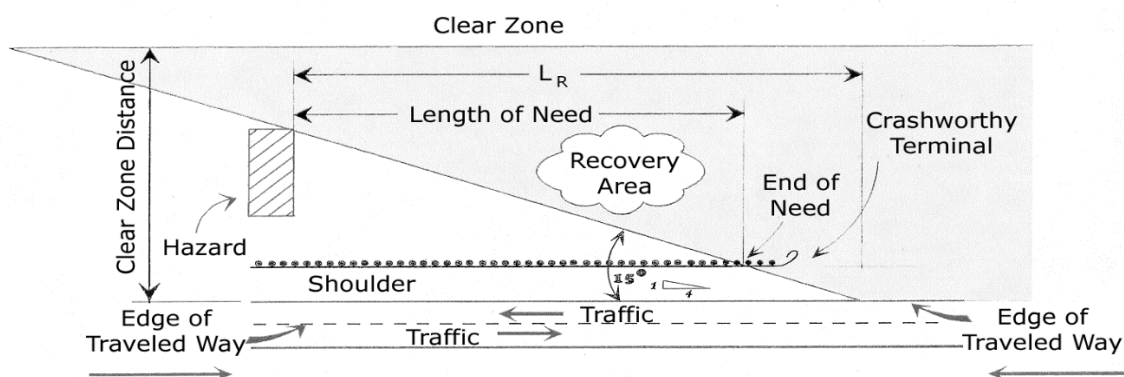 Clear Zone
L R
Length of Need
Clear Zone Distance
Crashworthy
Terminal
Recovery
Area
End of
Need
Hazard
15°
1
4
Shoulder
Traffic
Edge of
Traveled Way
Traffic
Edge of
Traveled Way